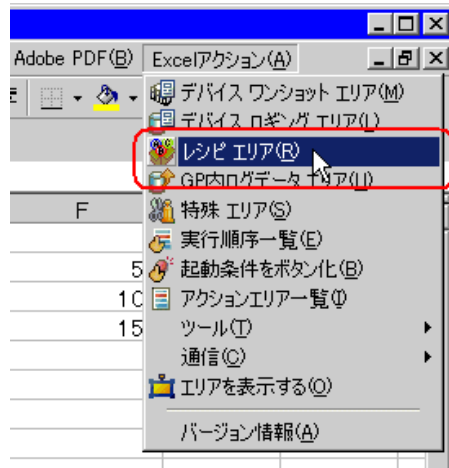 Adobe PDF(B) Excelアクション(A)
デバイス ワンショット エリア(M)
デバイス ロギング エリア(L)
レシピ エリア(R)
GP内ログデータ エリア(U)
F
特殊 エリア(S)
実行順序一覧(E)
5
起動条件をボタン化(B)
10
アクションエリア一覧(I)
15
ツール(T)
通信(C)
エリアを表示する(O)
バージョン情報(A)